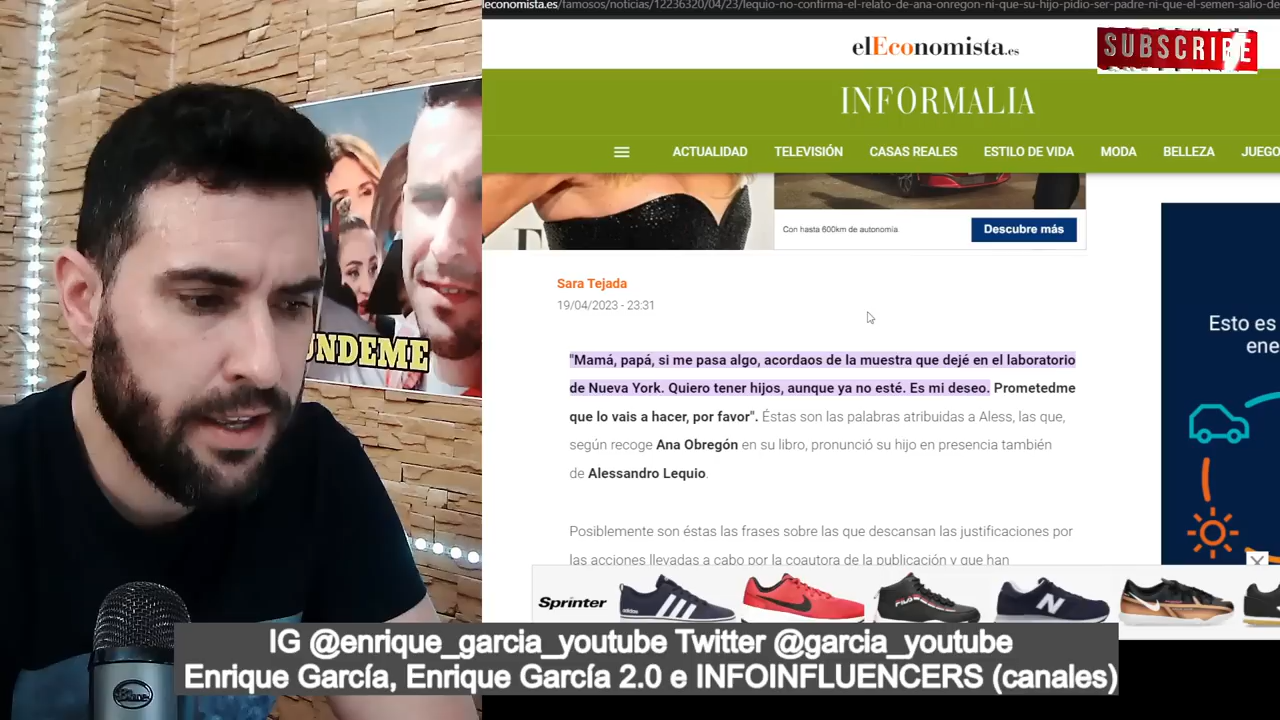 economista.es/famosos/noticias/12236320/04/23/lequio-no-confirma-el-relato-de-ana-onregon-ni-que-su-hijo-pidio-ser-padre-ni-que-el-semen-salio-de
elEconomista.es
SUBSCRIBE
INFORMALIA
ACTUALIDAD TELEVISIÓN CASAS REALES ESTILO DE VIDA MODA BELLEZA JUEGO
Con hasta 600km de autonomía.
Descubre más
Sara Tejada
19/04/2023 - 23:31
"Mamá, papá, si me pasa algo, acordaos de la muestra que dejé en el laboratorio
de Nueva York. Quiero tener hijos, aunque ya no esté. Es mi deseo. Prometedme
que lo vais a hacer, por favor". Éstas son las palabras atribuidas a Aless, las que,
según recoge Ana Obregón en su libro, pronunció su hijo en presencia también
de Alessandro Lequio.
Posiblemente son éstas las frases sobre las que descansan las justificaciones por
las acciones llevadas a cabo por la coautora de la publicación y que han
Esto es
ene
UNDEME
Sprinter
adidas
FILA
N
Blue
IG @enrique_garcia_youtube Twitter @garcia_youtube
Enrique García, Enrique García 2.0 e INFOINFLUENCERS (canales)